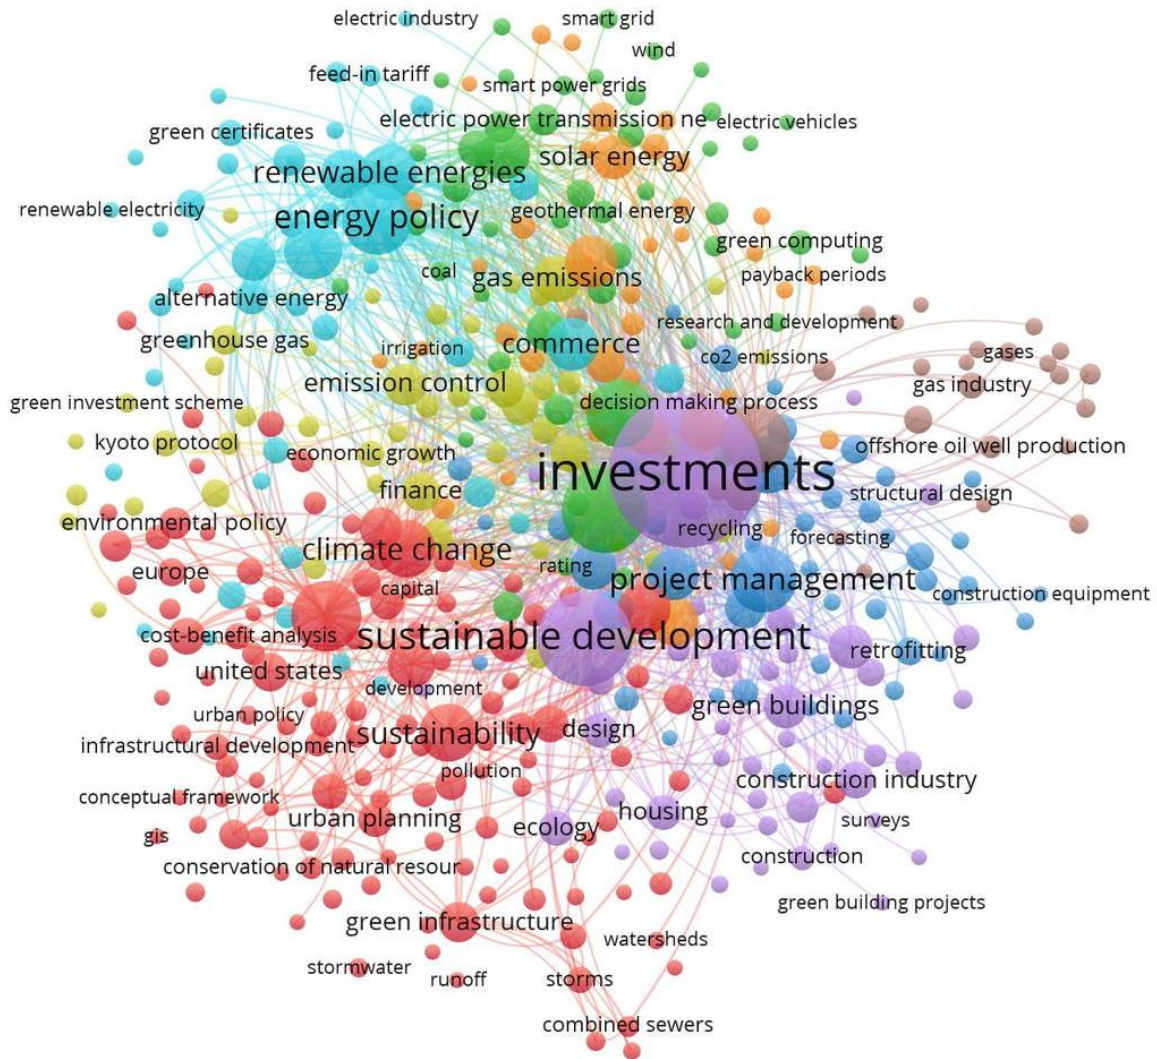 electric industry
smart grid
wind
feed-in tariff
smart power grids
electric power transmission ne
electric vehicles
green certificates
solar energy
renewable energies
renewable electricity
energy policy
geothermal energy
green computing
coal
gas emissions
payback periods
alternative energy
research and development
greenhouse gas
irrigation
commerce
co2 emissions
gases
emission control
gas industry
green investment scheme
decision making process
kyoto protocol
economic growth
offshore oil well production
investments
finance
structural design
environmental policy
recycling
forecasting
climate change
europe
rating
project management
capital
construction equipment
cost-benefit analysis
sustainable development
united states
retrofitting
development
urban policy
green buildings
infrastructural development
sustainability
design
pollution
construction industry
conceptual framework
urban planning
housing
ecology
surveys
gis
conservation of natural resour
construction
green infrastructure
green building projects
watersheds
stormwater
runoff
storms
combined sewers